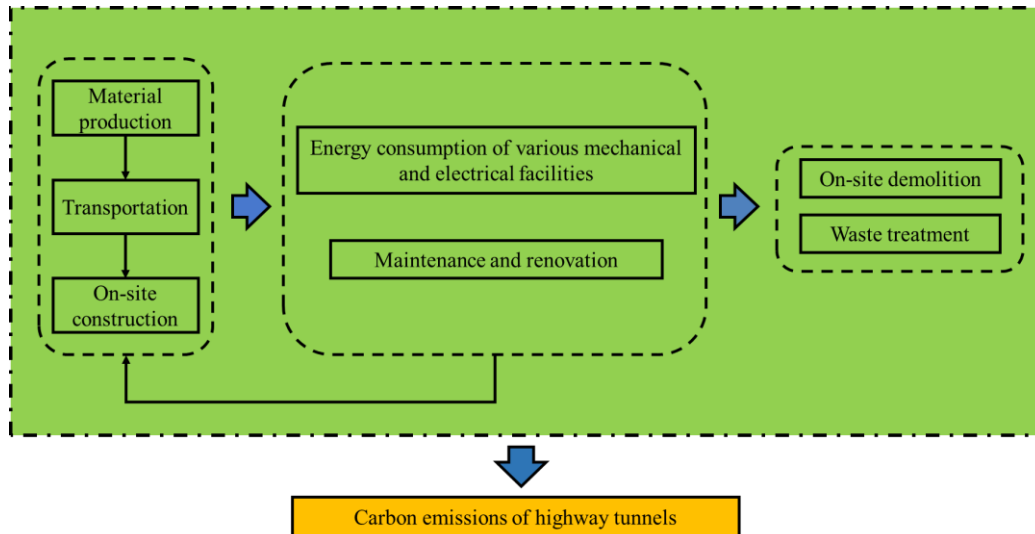 Material
production
Transportation
On-site
construction
Energy consumption of various mechanical
and electrical facilities
Maintenance and renovation
On-site demolition
Waste treatment
Carbon emissions of highway tunnels